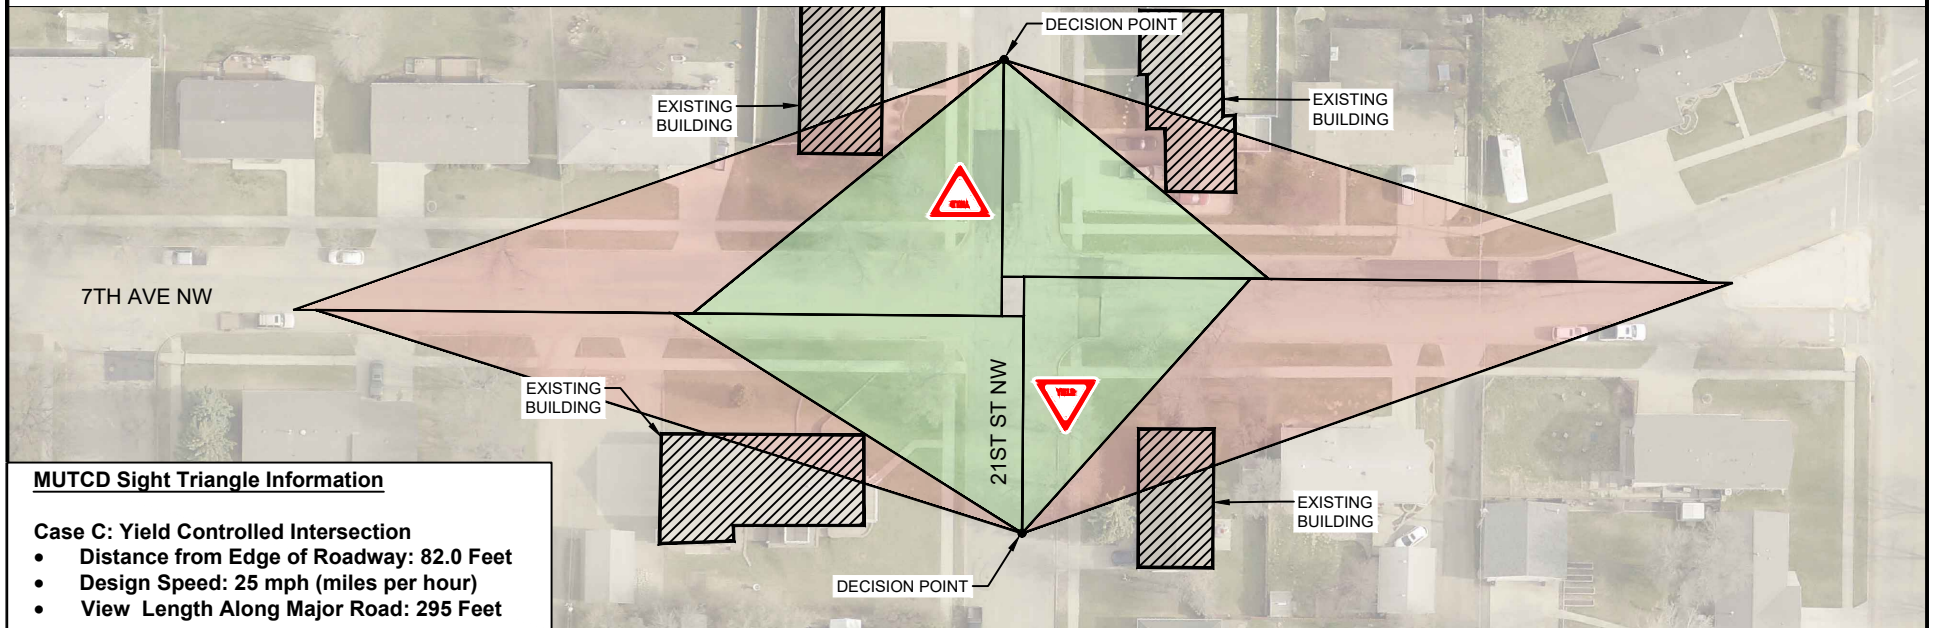 DECISION POINT
EXISTING
BUILDING
EXISTING
BUILDING
YIELD
7TH AVE NW
21ST ST NW
YIELD
EXISTING
BUILDING
EXISTING
BUILDING
DECISION POINT
MUTCD Sight Triangle Information
Case C: Yield Controlled Intersection
• Distance from Edge of Roadway: 82.0 Feet
• Design Speed: 25 mph (miles per hour)
• View Length Along Major Road: 295 Feet